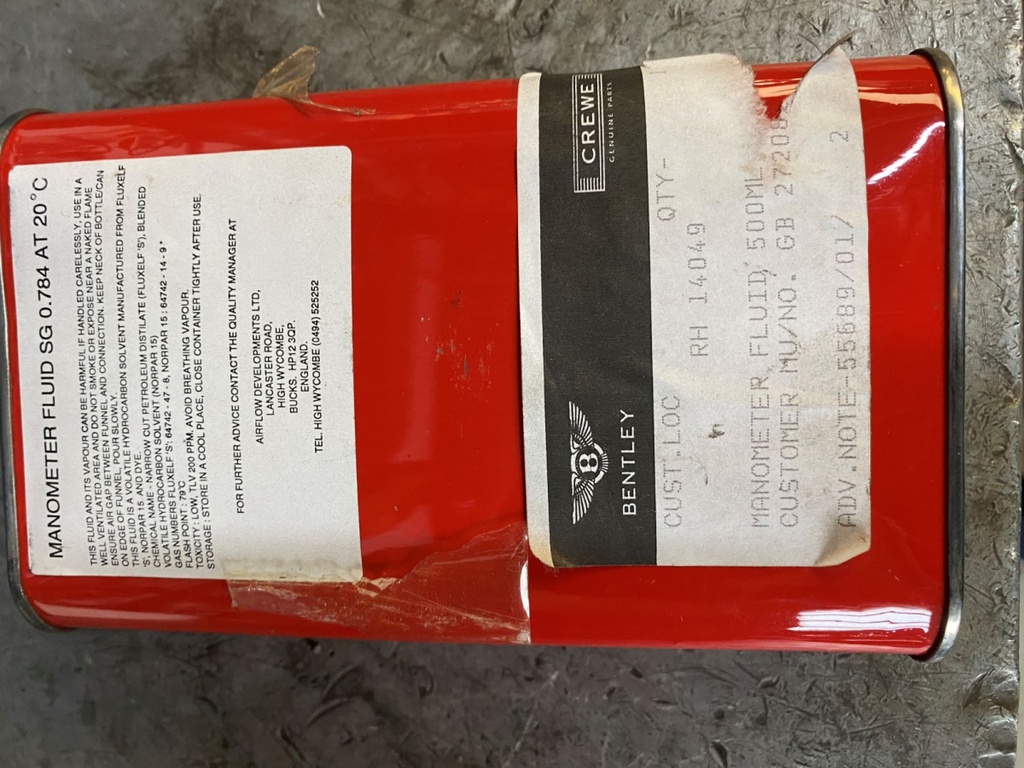 MANOMETER FLUID SG 0.784 AT 20°C
THIS FLUID AND ITS VAPOUR CAN BE HARMFUL IF HANDLED CARELESSLY, USE IN A
WELL VENTILATED AREA AND DO NOT SMOKE OR EXPOSE NEAR A NAKED FLAME
ENSURE AIR GAP BETWEEN FUNNEL AND CONNECTION. KEEP NECK OF BOTTLE/CAN
ON EDGE OF FUNNEL, POUR SLOWLY.
THIS FLUID IS A VOLATILE HYDROCARBON SOLVENT MANUFACTURED FROM FLUXELF
'S', NORPAR 15, AND DYE.
CHEMICAL NAME - NARROW CUT PETROLEUM DISTILATE (FLUXELF 'S'), BLENDED
VOLATILE HYDROCARBON SOLVENT (NORPAR 15)
GAS NUMBERS FLUXELF 'S': 64742 - 47 - 8, NORPAR 15 : 64742 - 14 - 9 *
FLASH POINT : 79°C
TOXICITY : LOW, TLV 200 PPM. AVOID BREATHING VAPOUR.
STORAGE : STORE IN A COOL PLACE, CLOSE CONTAINER TIGHTLY AFTER USE.
FOR FURTHER ADVICE CONTACT THE QUALITY MANAGER AT
AIRFLOW DEVELOPMENTS LTD,
LANCASTER ROAD,
HIGH WYCOMBE,
BUCKS. HP12 3QP.
ENGLAND.
TEL. HIGH WYCOMBE (0494) 525252
B
BENTLEY
CREWE
GENUINE PARTS
CUST.LOC QTY-
RH 14049
MANOMETER FLUID 500ML
CUSTOMER MU/NO. GB 27208
ADV.NOTE-55689/01/ 2